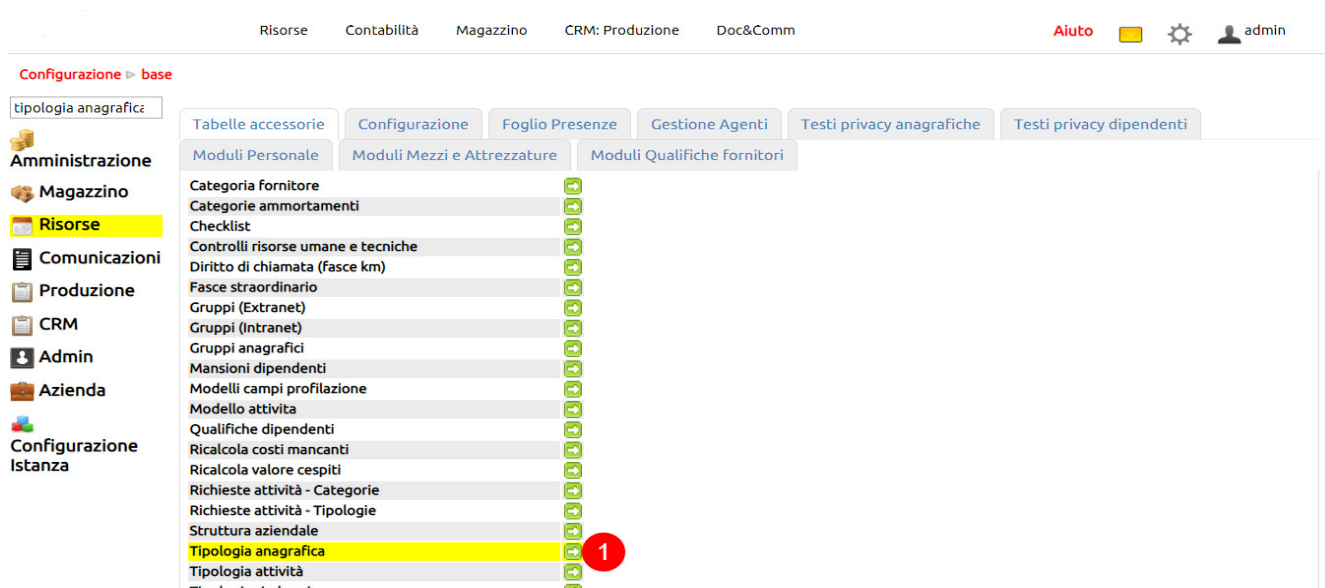 Risorse Contabilità Magazzino CRM: Produzione Doc&Comm Aiuto admin
Configurazione ▷ base
tipologia anagrafica
Amministrazione
Magazzino
Risorse
Comunicazioni
Produzione
CRM
Admin
Azienda
Configurazione
Istanza
Tabelle accessorie Configurazione Foglio Presenze Gestione Agenti Testi privacy anagrafiche Testi privacy dipendenti
Moduli Personale Moduli Mezzi e Attrezzature Moduli Qualifiche fornitori
Categoria fornitore
Categorie ammortamenti
Checklist
Controlli risorse umane e tecniche
Diritto di chiamata (fasce km)
Fasce straordinario
Gruppi (Extranet)
Gruppi (Intranet)
Gruppi anagrafici
Mansioni dipendenti
Modelli campi profilazione
Modello attivita
Qualifiche dipendenti
Ricalcola costi mancanti
Ricalcola valore cespiti
Richieste attività - Categorie
Richieste attività - Tipologie
Struttura aziendale
Tipologia anagrafica 1
Tipologia attività